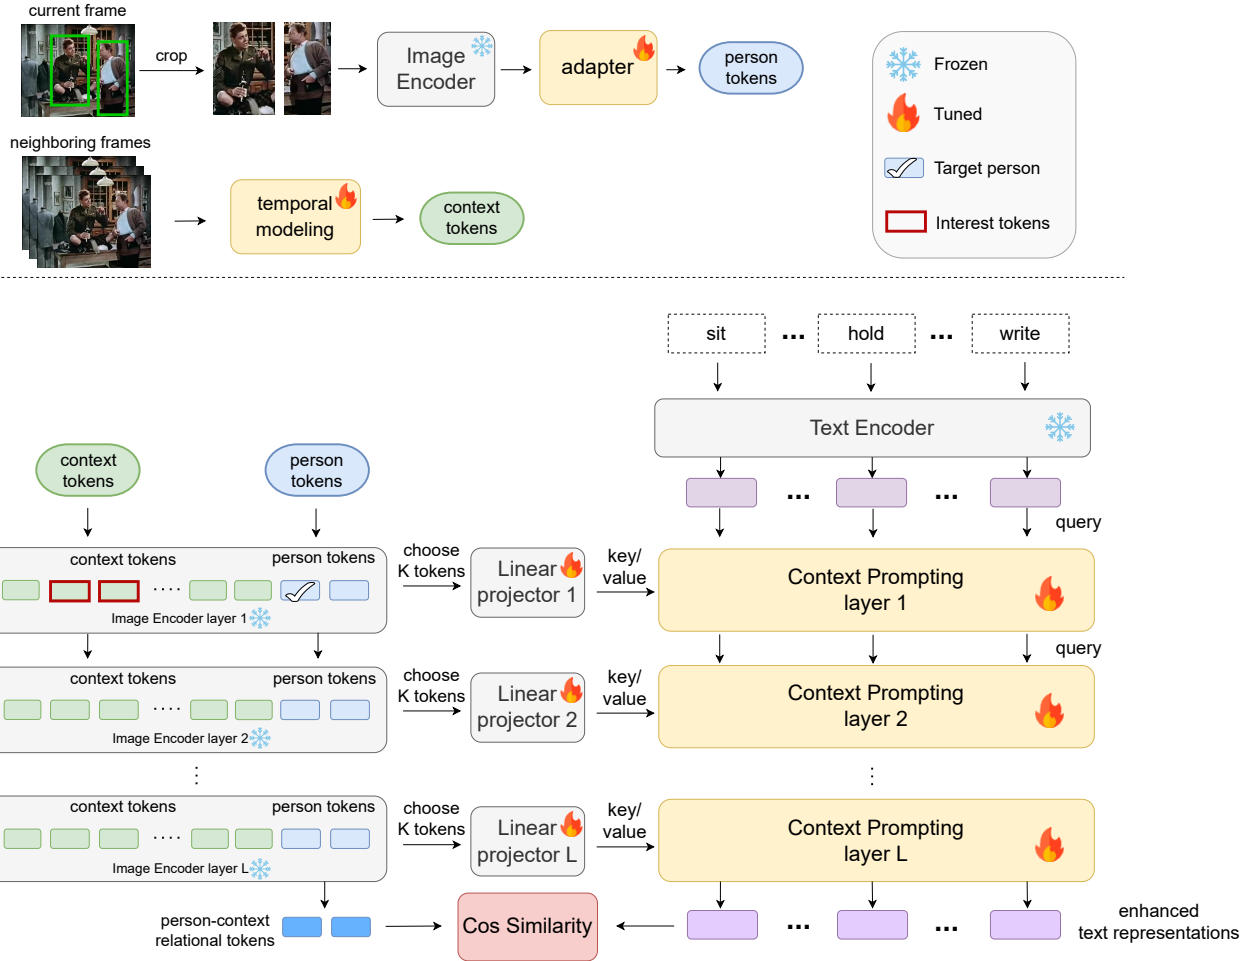 current frame
crop
Image
Encoder
adapter
person
tokens
Frozen
Tuned
Target person
Interest tokens
neighboring frames
temporal
modeling
context
tokens
sit
...
hold
...
write
Text Encoder
context
tokens
person
tokens
...
...
query
context tokens
person tokens
....
Image Encoder layer 1
choose
K tokens
Linear
projector 1
key/
value
Context Prompting
layer 1
query
context tokens
person tokens
....
Image Encoder layer 2
choose
K tokens
Linear
projector 2
key/
value
Context Prompting
layer 2
...
...
context tokens
person tokens
....
Image Encoder layer L
choose
K tokens
Linear
projector L
key/
value
Context Prompting
layer L
person-context
relational tokens
Cos Similarity
...
...
enhanced
text representations